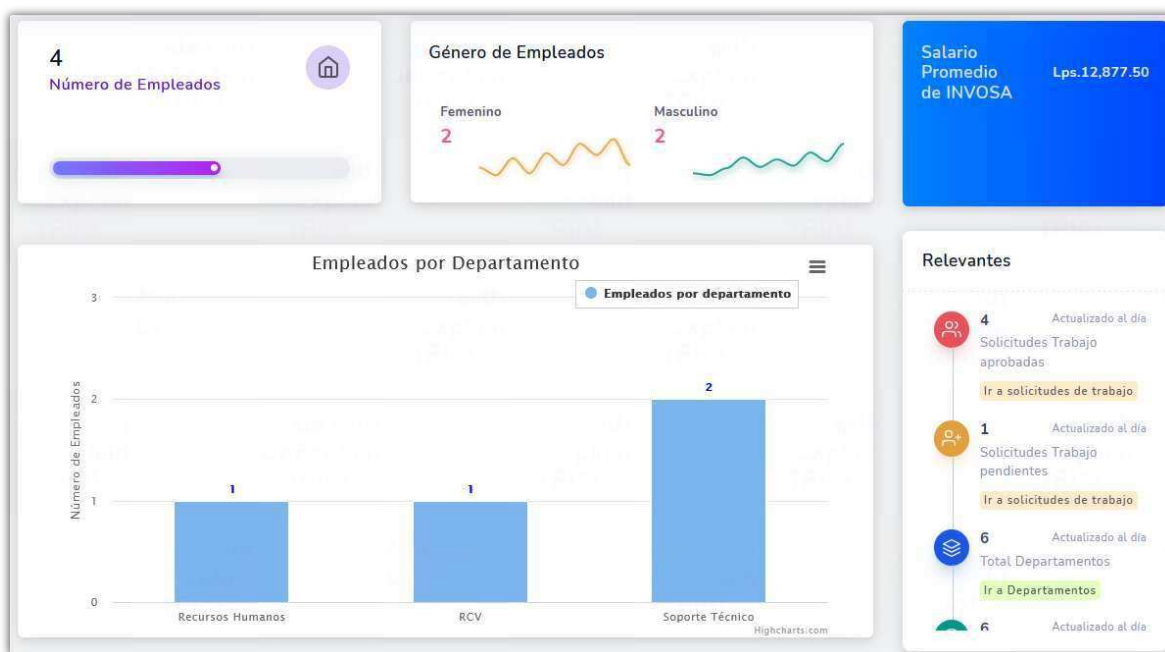 4
Número de Empleados
Género de Empleados
Femenino
2
Masculino
2
Salario
Promedio
de INVOSA
Lps.12,877.50
Empleados por Departamento
Empleados por departamento
Número de Empleados
3
2
1
0
1
1
2
Recursos Humanos
RCV
Soporte Técnico
Highcharts.com
Relevantes
4
Actualizado al día
Solicitudes Trabajo
aprobadas
Ir a solicitudes de trabajo
1
Actualizado al día
Solicitudes Trabajo
pendientes
Ir a solicitudes de trabajo
6
Actualizado al día
Total Departamentos
Ir a Departamentos
6
Actualizado al día